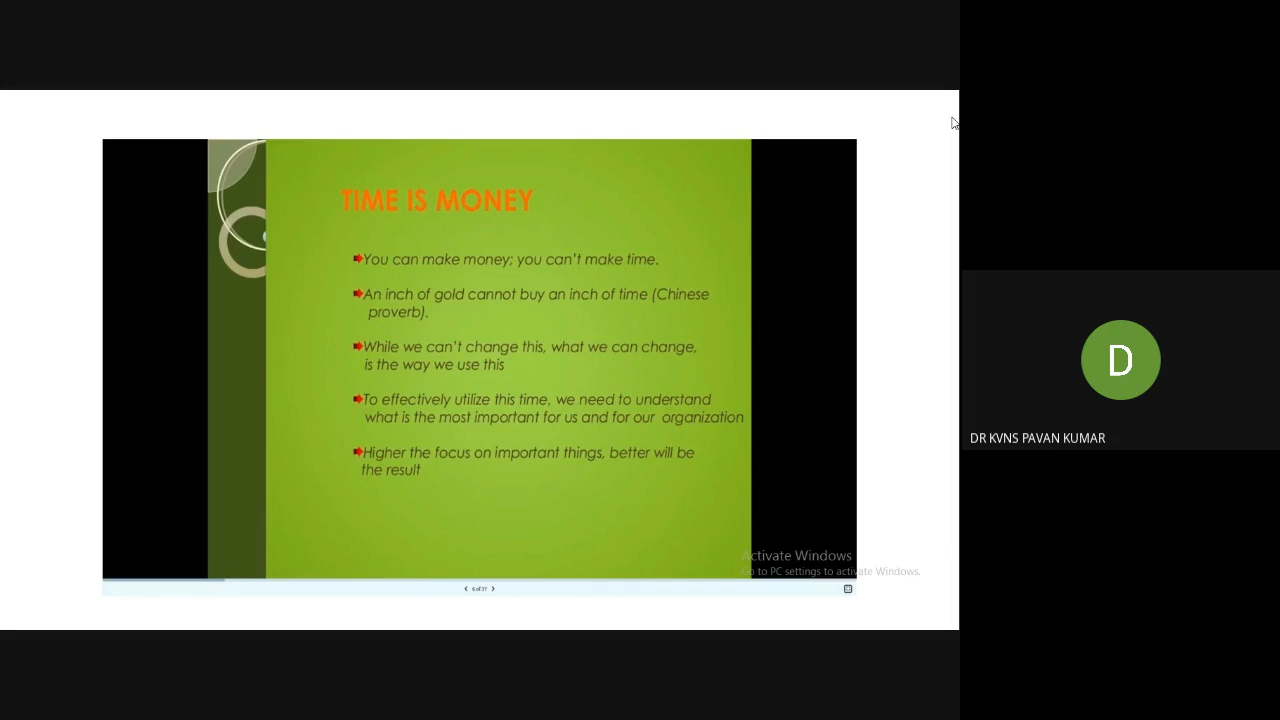 TIME IS MONEY
You can make money; you can't make time.
An inch of gold cannot buy an inch of time (Chinese
proverb).
While we can't change this, what we can change,
is the way we use this
To effectively utilize this time, we need to understand
what is the most important for us and for our organization
Higher the focus on important things, better will be
the result
Activate Windows
Go to PC settings to activate Windows.
6 of 37
D
DR KVNS PAVAN KUMAR